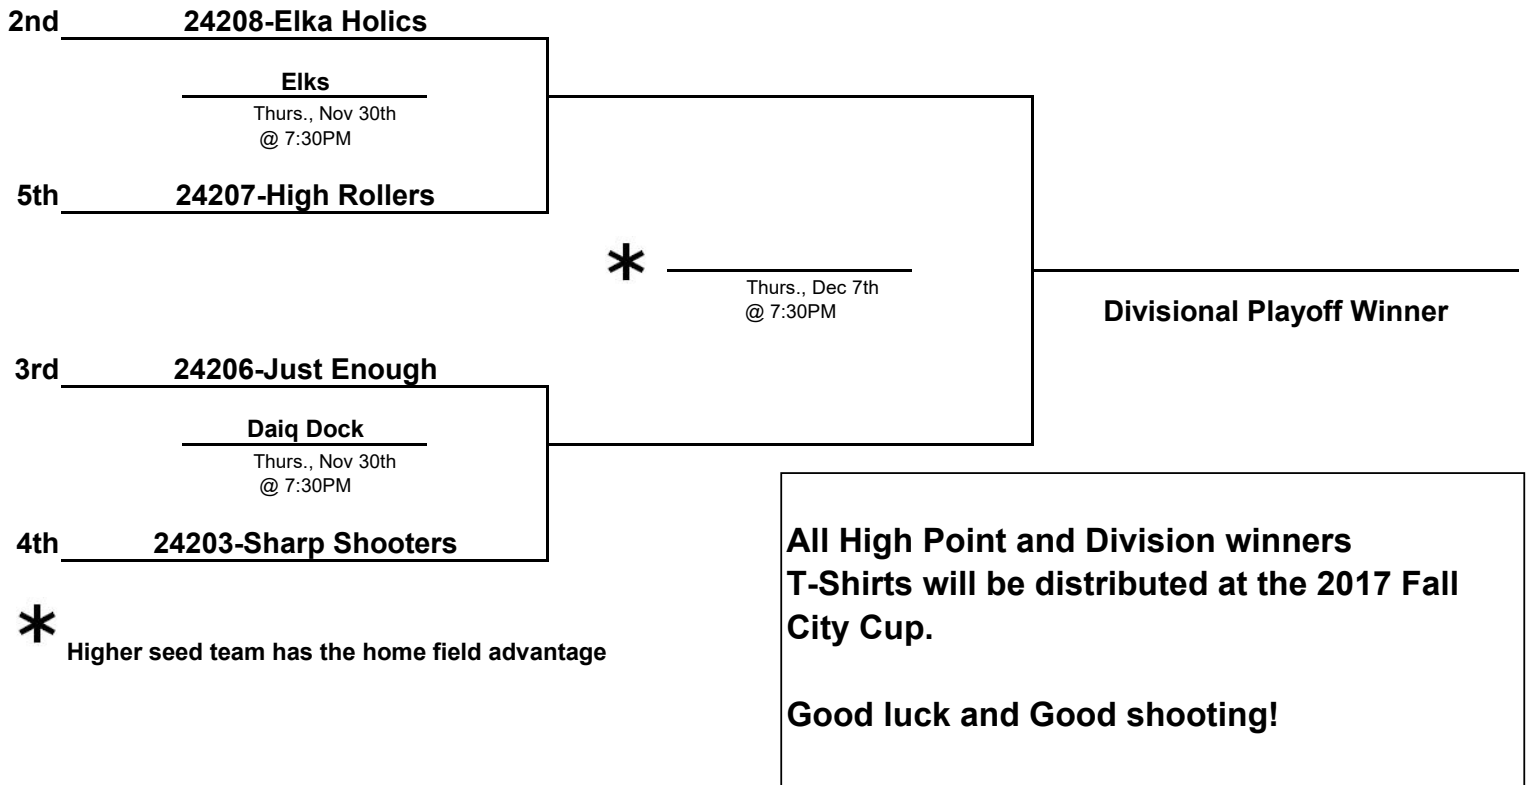 2nd 24208-Elka Holics
Elks
Thurs., Nov 30th
@ 7:30PM
5th 24207-High Rollers
*
Thurs., Dec 7th
@ 7:30PM
Divisional Playoff Winner
3rd 24206-Just Enough
Daiq Dock
Thurs., Nov 30th
@ 7:30PM
4th 24203-Sharp Shooters
* Higher seed team has the home field advantage
All High Point and Division winners
T-Shirts will be distributed at the 2017 Fall
City Cup.
Good luck and Good shooting!